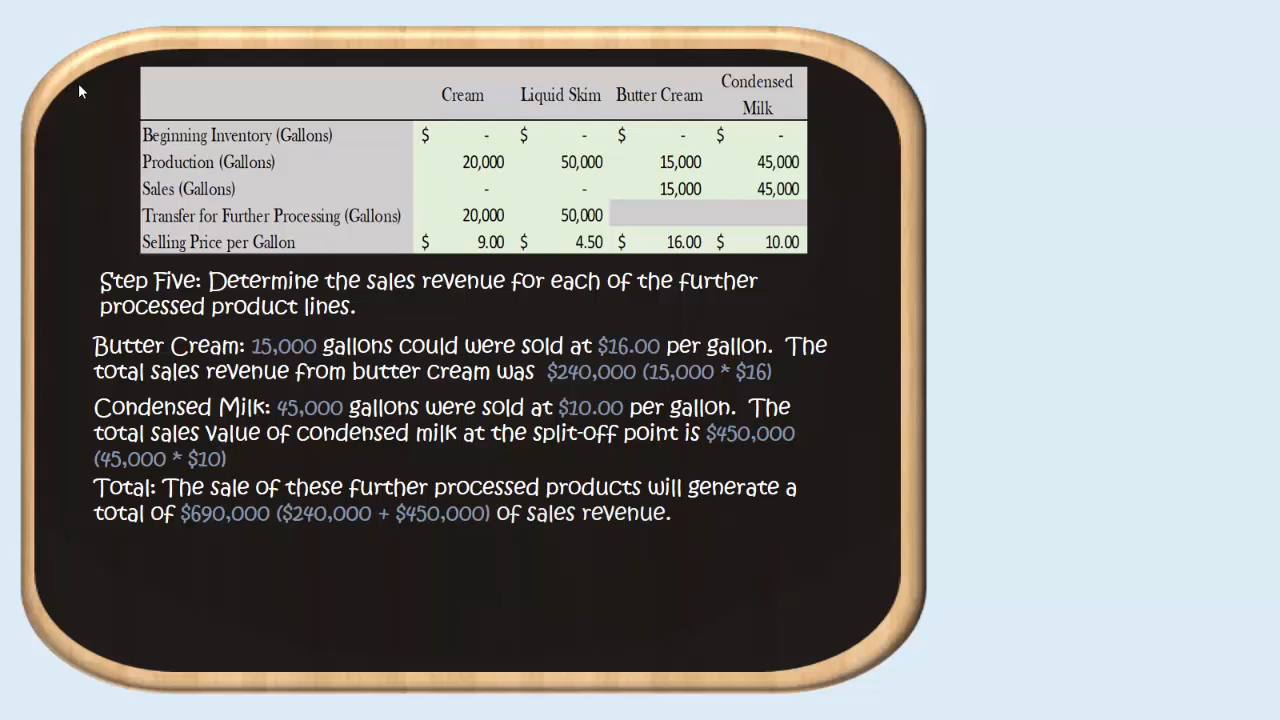 Cream Liquid Skim Butter Cream Condensed Milk
Beginning Inventory (Gallons) $ - $ - $ - $ -
Production (Gallons) 20,000 50,000 15,000 45,000
Sales (Gallons) - - 15,000 45,000
Transfer for Further Processing (Gallons) 20,000 50,000
Selling Price per Gallon $ 9.00 $ 4.50 $ 16.00 $ 10.00
Step Five: Determine the sales revenue for each of the further
processed product lines.
Butter Cream: 15,000 gallons could were sold at $16.00 per gallon. The
total sales revenue from butter cream was $240,000 (15,000 * $16)
Condensed Milk: 45,000 gallons were sold at $10.00 per gallon. The
total sales value of condensed milk at the split-off point is $450,000
(45,000 * $10)
Total: The sale of these further processed products will generate a
total of $690,000 ($240,000 + $450,000) of sales revenue.